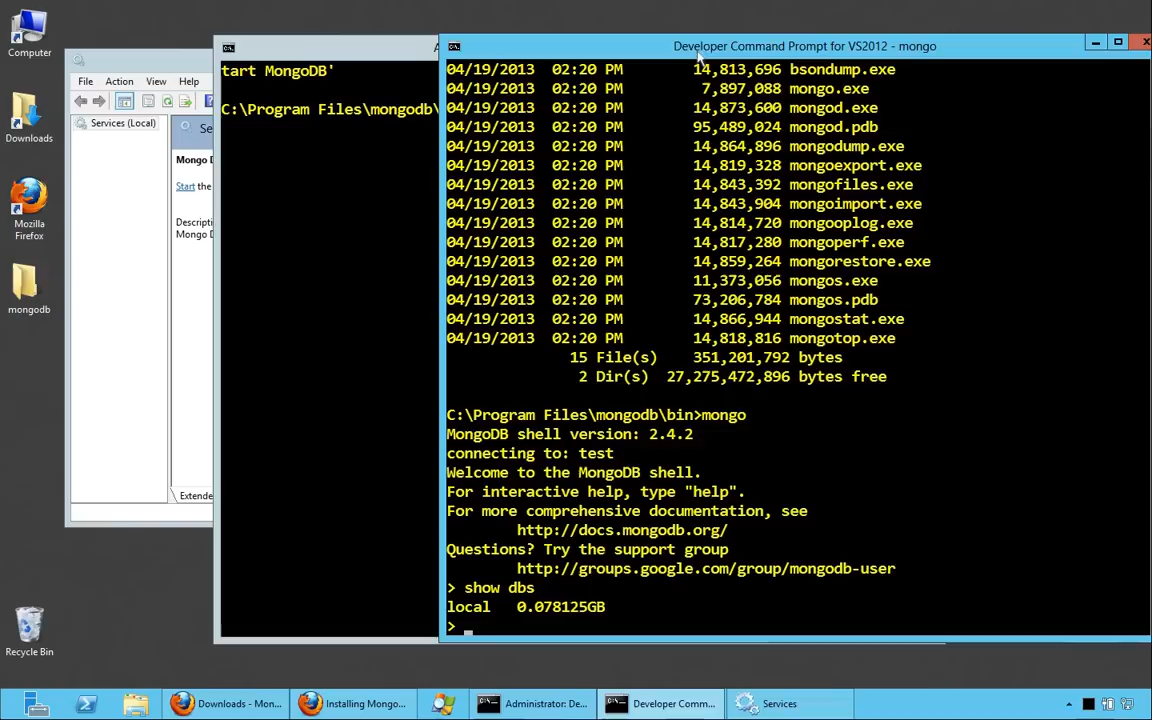 Computer
Downloads
Mozilla
Firefox
mongodb
Recycle Bin
File Action View Help
Services (Local)
Se
Mongo D
Start the
Descripti
Mongo D
Extende
A
tart MongoDB'
C:\Program Files\mongodb\
Developer Command Prompt for VS2012 - mongo
04/19/2013 02:20 PM 14,813,696 bsondump.exe
04/19/2013 02:20 PM 7,897,088 mongo.exe
04/19/2013 02:20 PM 14,873,600 mongod.exe
04/19/2013 02:20 PM 95,489,024 mongod.pdb
04/19/2013 02:20 PM 14,864,896 mongodump.exe
04/19/2013 02:20 PM 14,819,328 mongoexport.exe
04/19/2013 02:20 PM 14,843,392 mongofiles.exe
04/19/2013 02:20 PM 14,843,904 mongoimport.exe
04/19/2013 02:20 PM 14,814,720 mongooplog.exe
04/19/2013 02:20 PM 14,817,280 mongoperf.exe
04/19/2013 02:20 PM 14,859,264 mongorestore.exe
04/19/2013 02:20 PM 11,373,056 mongos.exe
04/19/2013 02:20 PM 73,206,784 mongos.pdb
04/19/2013 02:20 PM 14,866,944 mongostat.exe
04/19/2013 02:20 PM 14,818,816 mongotop.exe
15 File(s) 351,201,792 bytes
2 Dir(s) 27,275,472,896 bytes free
C:\Program Files\mongodb\bin>mongo
MongoDB shell version: 2.4.2
connecting to: test
Welcome to the MongoDB shell.
For interactive help, type "help".
For more comprehensive documentation, see
http://docs.mongodb.org/
Questions? Try the support group
http://groups.google.com/group/mongodb-user
> show dbs
local 0.078125GB
>
Downloads - Mon...
Installing Mongo...
Administrator: De...
Developer Comm...
Services